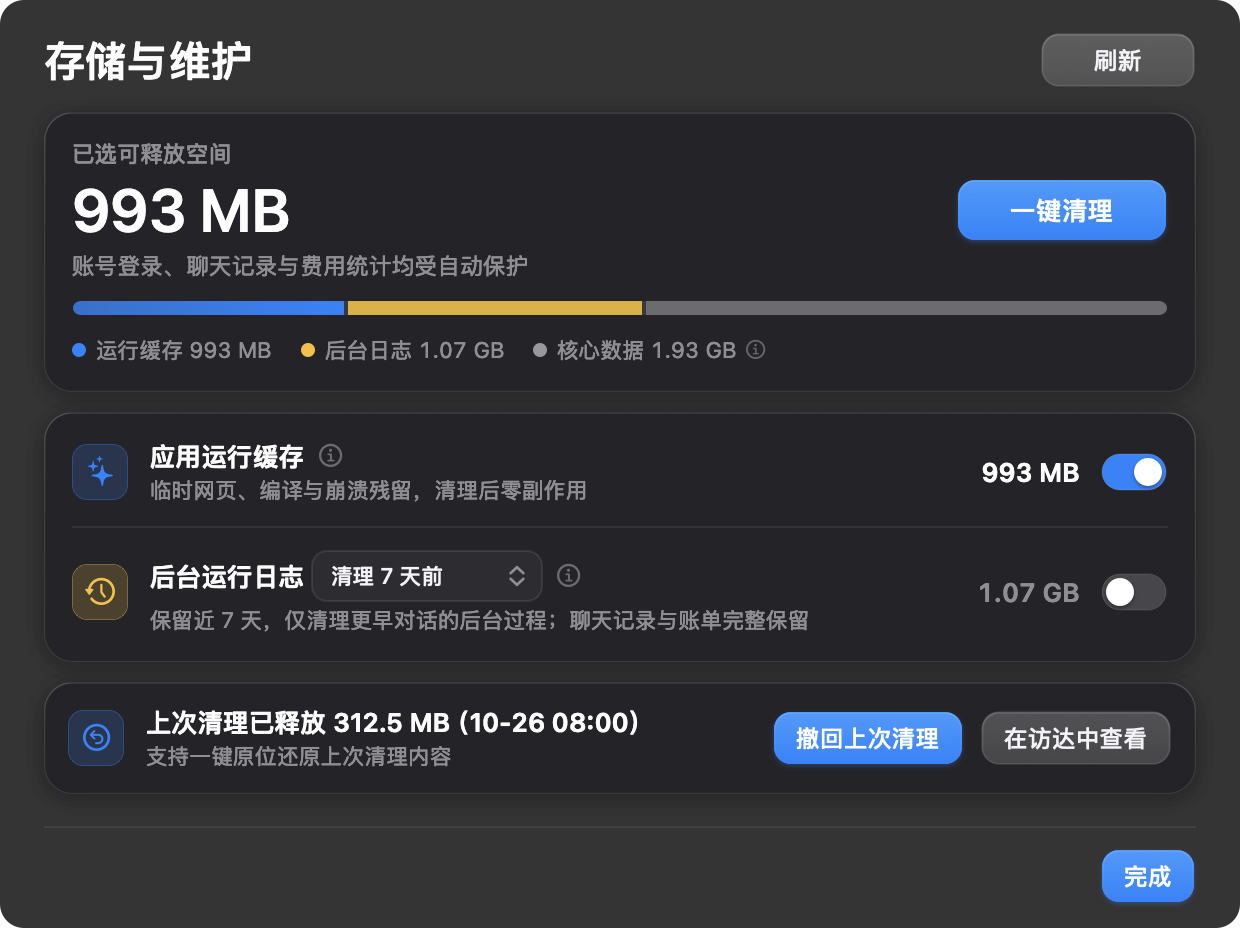 存储与维护
刷新
已选可释放空间
993 MB
一键清理
账号登录、聊天记录与费用统计均受自动保护
运行缓存 993 MB
后台日志 1.07 GB
核心数据 1.93 GB
应用运行缓存
临时网页、编译与崩溃残留，清理后零副作用
993 MB
后台运行日志
清理 7 天前
保留近 7 天，仅清理更早对话的后台过程；聊天记录与账单完整保留
1.07 GB
上次清理已释放 312.5 MB (10-26 08:00)
支持一键原位还原上次清理内容
撤回上次清理
在访达中查看
完成